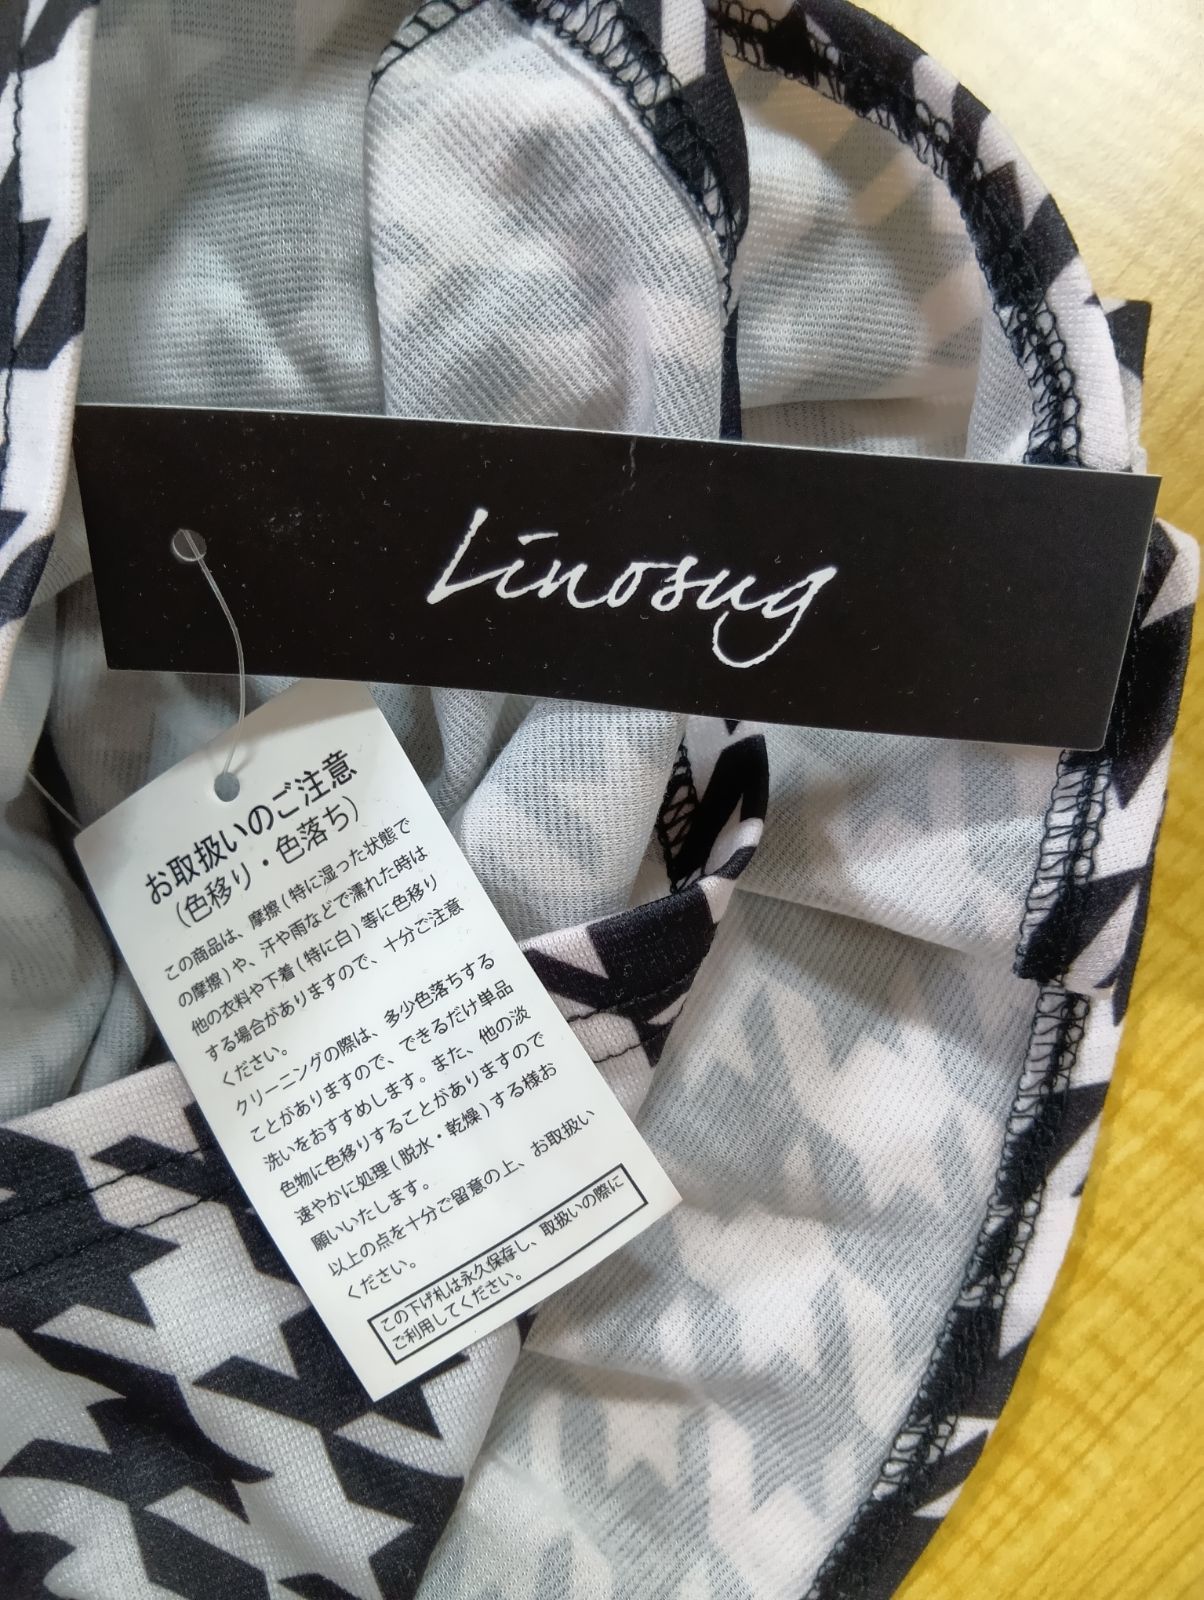 Linosug
お取扱いのご注意
(色移り・色落ち)
この商品は、摩擦(特に湿った状態で
の摩擦)や、汗や雨などで濡れた時は
他の衣料や下着(特に白)等に色移り
する場合がありますので、十分ご注意
ください。
クリーニングの際は、多少色落ちする
ことがありますので、できるだけ単品
洗いをおすすめします。また、他の淡
色物に色移りすることがありますので
速やかに処理(脱水・乾燥)する様お
願いいたします。
以上の点を十分ご留意の上、お取扱い
ください。
この下げ札は永久保存し、取扱いの際に
ご利用してください。